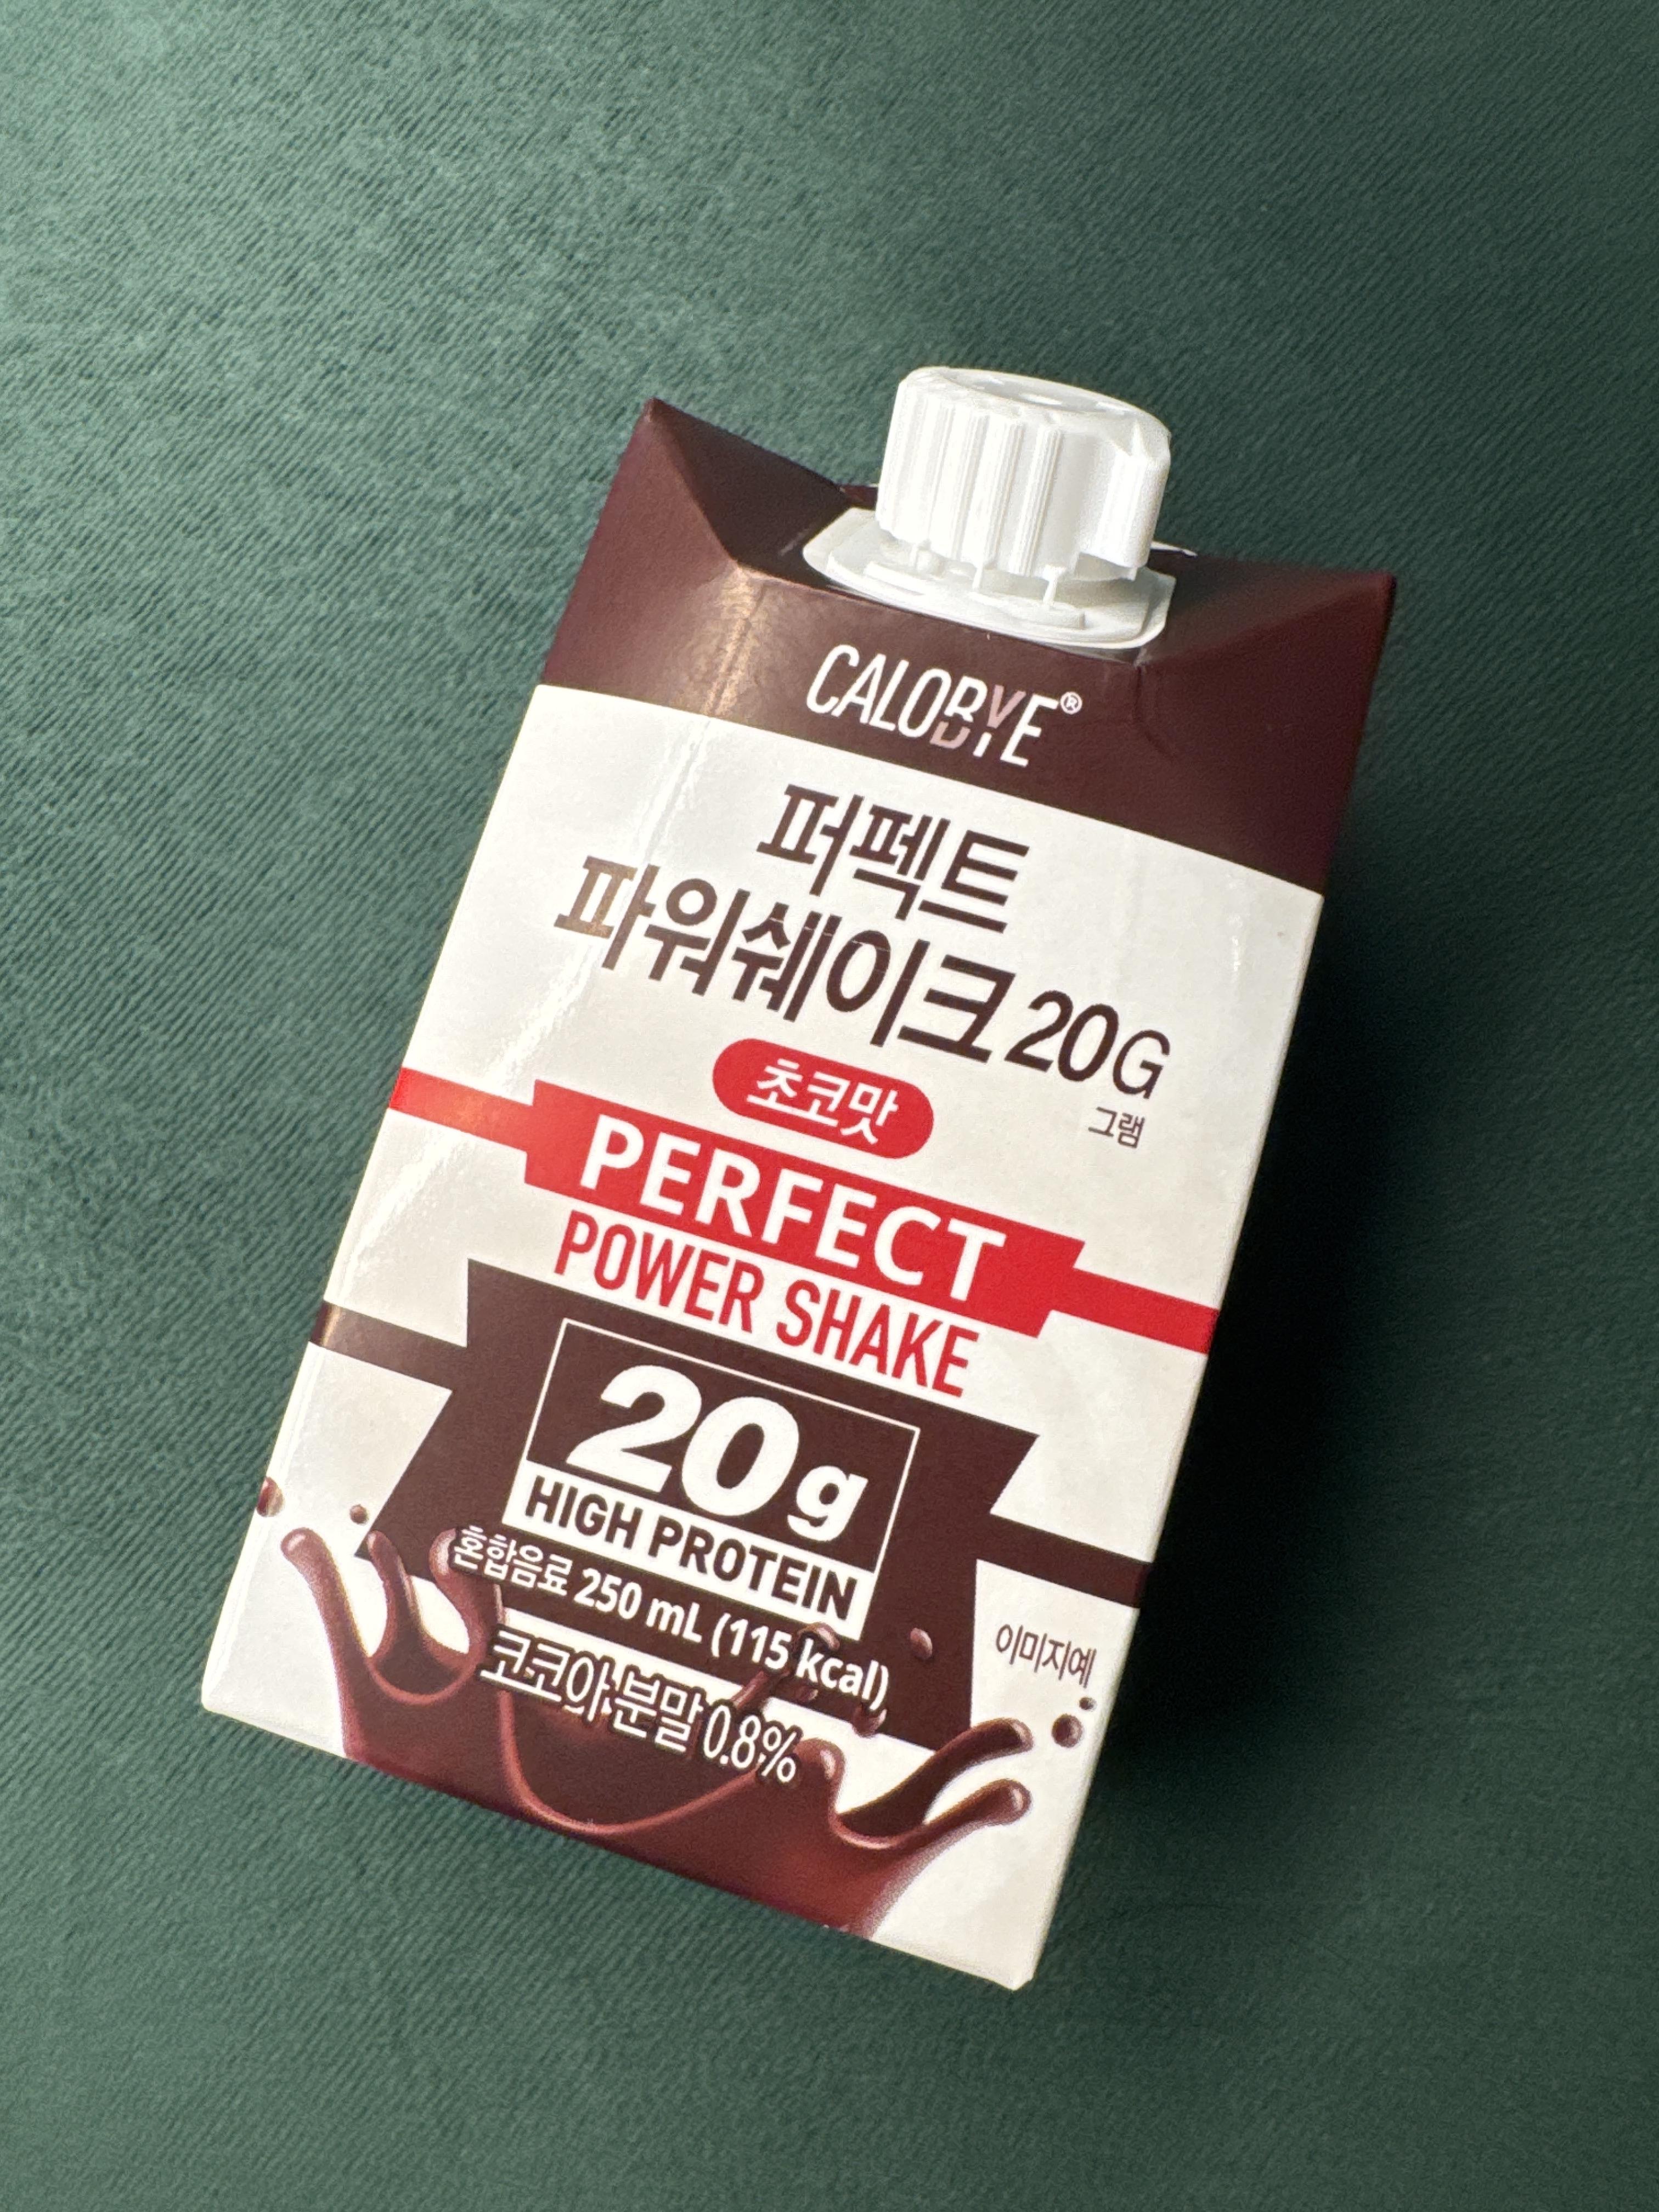 CALOBYE®
퍼펙트
파워쉐이크 20G
그램
초코맛
PERFECT
POWER SHAKE
20g
HIGH PROTEIN
혼합음료 250 mL (115 kcal)
코코아분말 0.8%
이미지예